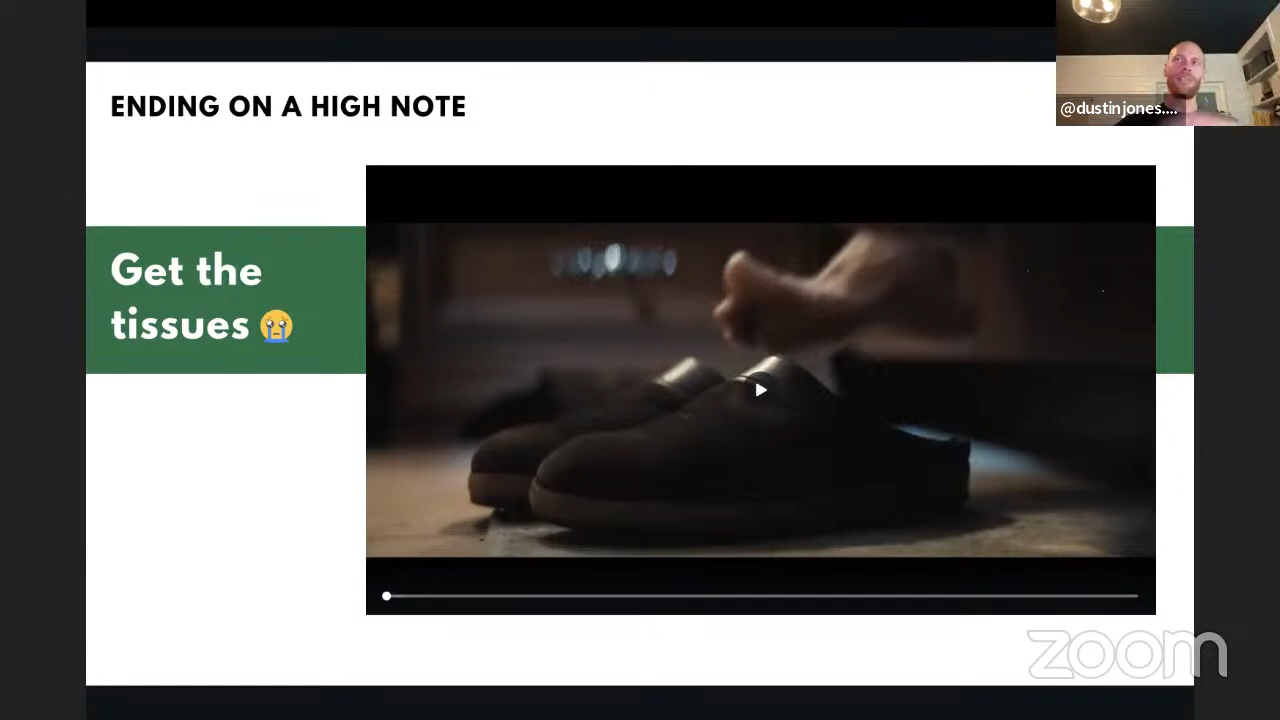 ENDING ON A HIGH NOTE
@dustinjones....
Get the
tissues 😭
zoom